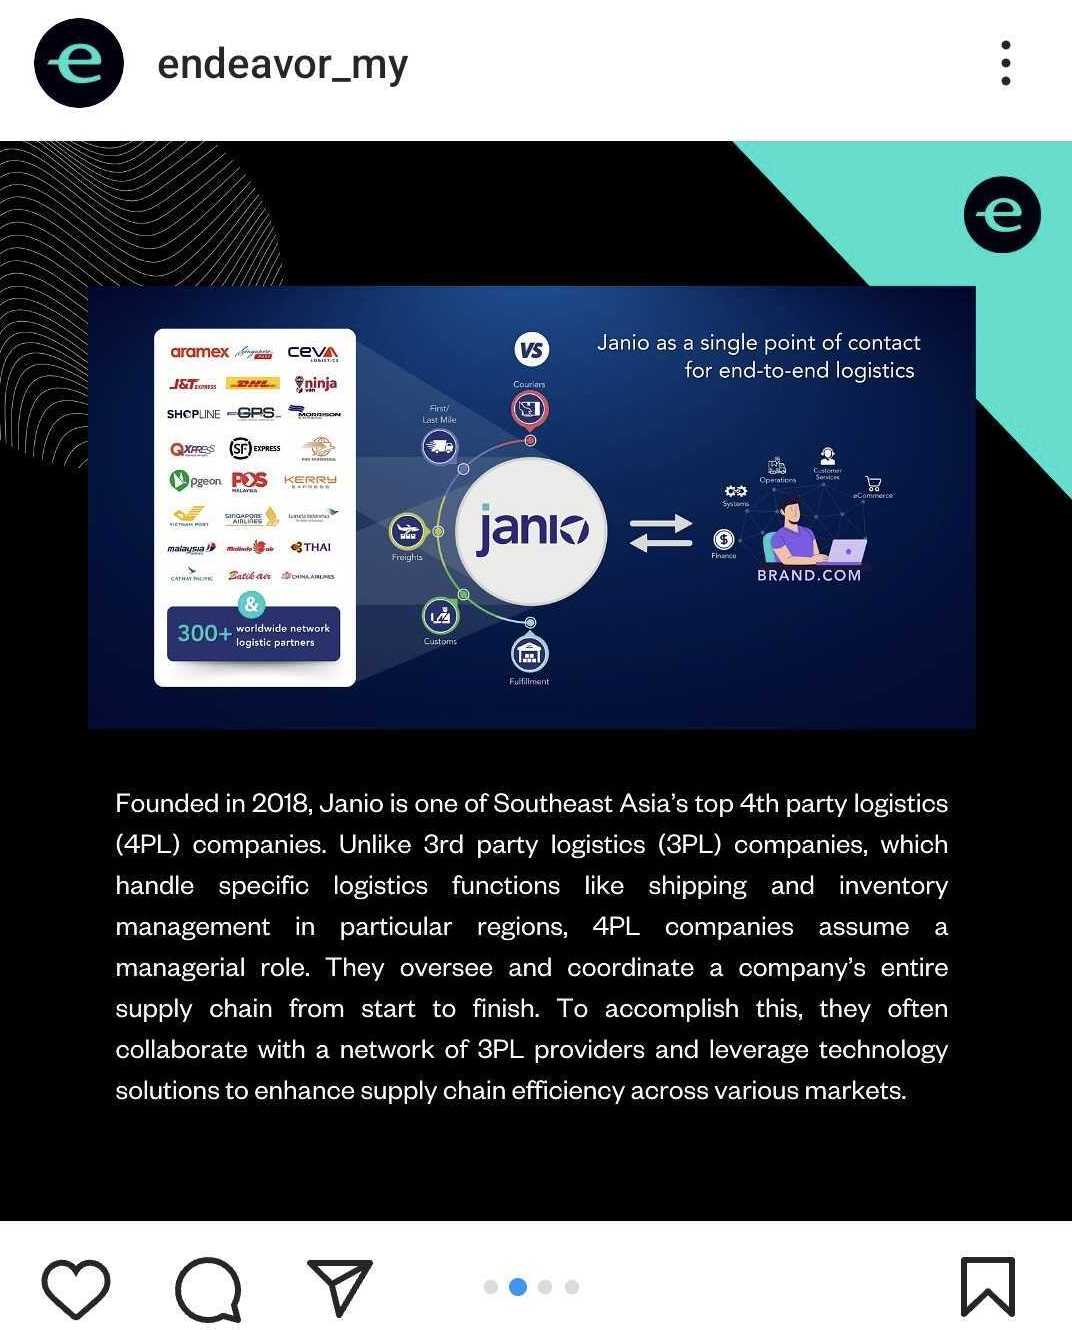 endeavor_my
Janio as a single point of contact
for end-to-end logistics
aramex
CEVA
LOGISTICS
J&T EXPRESS
DHL
ninja
van
SHOPLINE
GPS
MORRISON
QXPRESS
SF EXPRESS
POS INDONESIA
pgeon
POS
MALAYSIA
KERRY
EXPRESS
VIETNAM POST
SINGAPORE
AIRLINES
Garuda Indonesia
malaysia
Malindo air
THAI
CATHAY PACIFIC
Batik air
CHINA AIRLINES
&
300+ worldwide network
logistic partners
VS
Couriers
First/
Last Mile
Freights
Customs
Fulfillment
janio
Finance
Systems
Operations
Customer
Services
eCommerce
BRAND.COM
Founded in 2018, Janio is one of Southeast Asia's top 4th party logistics
(4PL) companies. Unlike 3rd party logistics (3PL) companies, which
handle specific logistics functions like shipping and inventory
management in particular regions, 4PL companies assume a
managerial role. They oversee and coordinate a company's entire
supply chain from start to finish. To accomplish this, they often
collaborate with a network of 3PL providers and leverage technology
solutions to enhance supply chain efficiency across various markets.